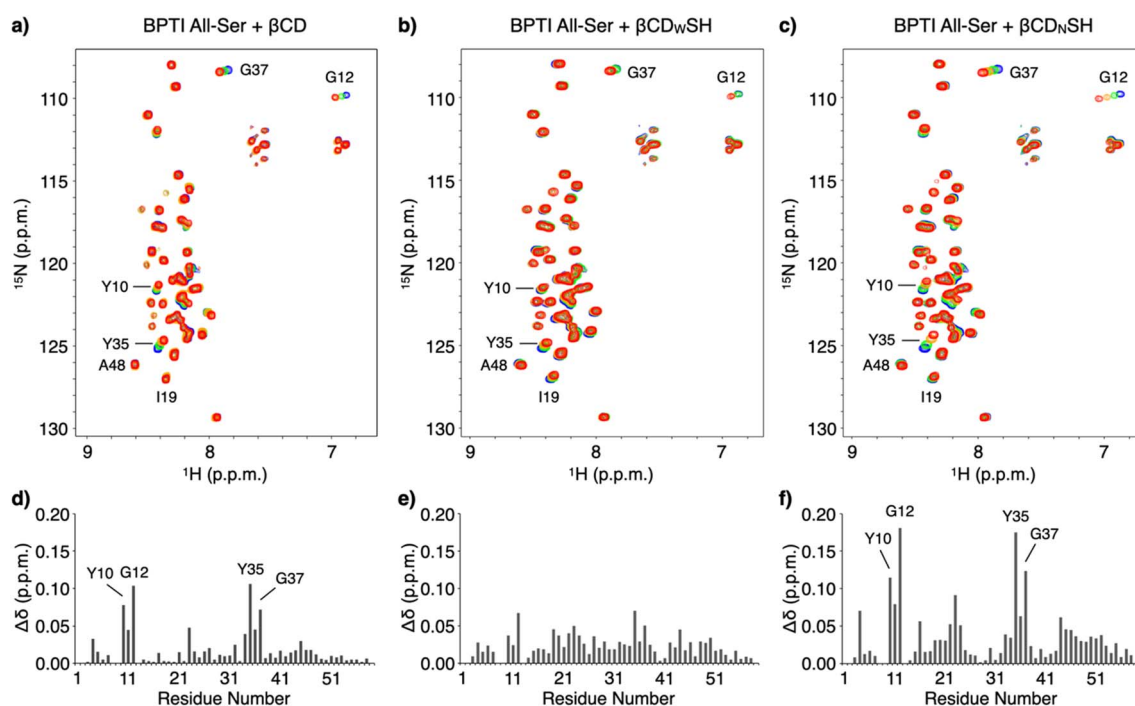 a) BPTI All-Ser + βCD
b) BPTI All-Ser + βCDWSH
c) BPTI All-Ser + βCDNSH
110
115
120
125
130
¹⁵N (p.p.m.)
G37
G12
Y10
Y35
A48
I19
9 8 7
¹H (p.p.m.)
110
115
120
125
130
¹⁵N (p.p.m.)
G37
G12
Y10
Y35
A48
I19
9 8 7
¹H (p.p.m.)
110
115
120
125
130
¹⁵N (p.p.m.)
G37
G12
Y10
Y35
A48
I19
9 8 7
¹H (p.p.m.)
d)
0.20
0.15
0.10
0.05
0.00
Δδ (p.p.m.)
Y10 G12 Y35 G37
1 11 21 31 41 51
Residue Number
e)
0.20
0.15
0.10
0.05
0.00
Δδ (p.p.m.)
1 11 21 31 41 51
Residue Number
f)
0.20
0.15
0.10
0.05
0.00
Δδ (p.p.m.)
G12
Y10
Y35
G37
1 11 21 31 41 51
Residue Number